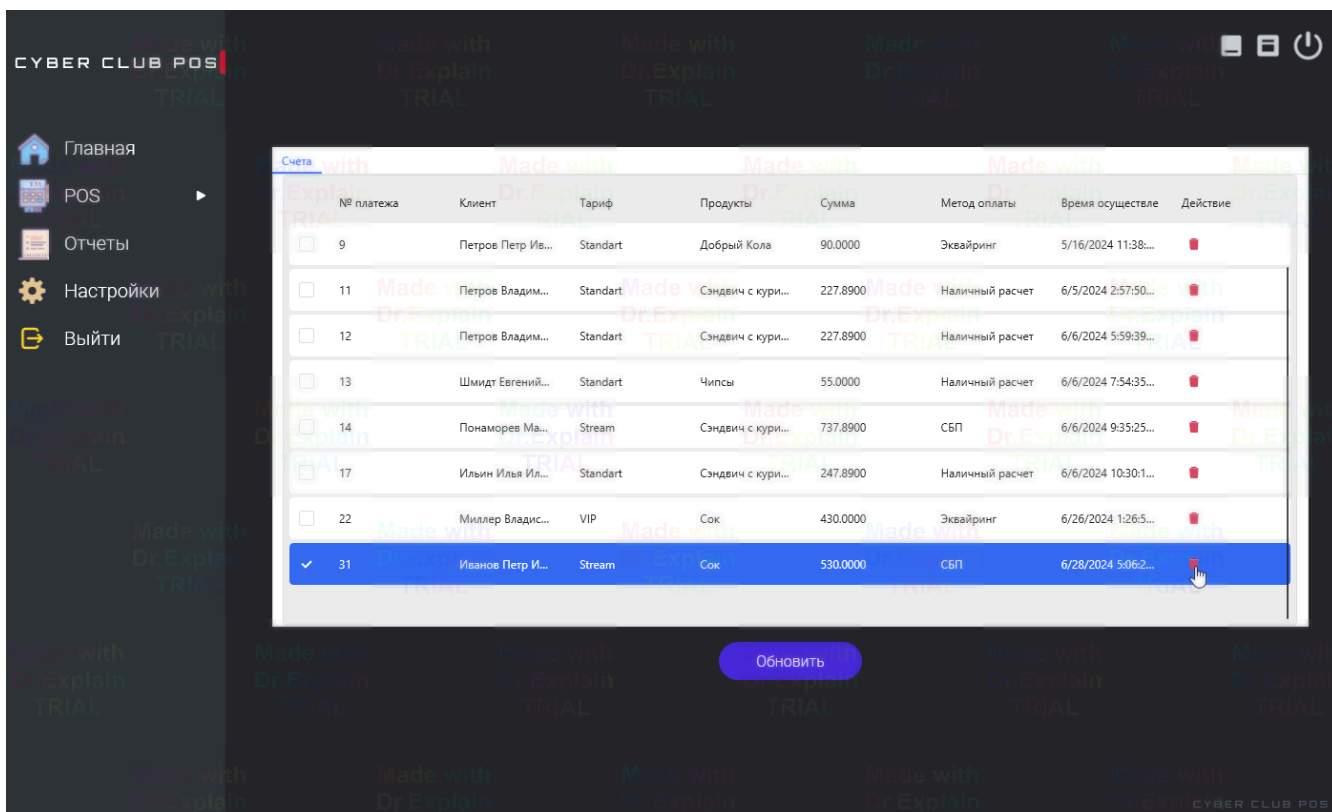 CYBER CLUB POS
Главная
POS
Отчеты
Настройки
Выйти
Счета
№ платежа Клиент Тариф Продукты Сумма Метод оплаты Время осуществле Действие
9 Петров Петр Ив... Standart Добрый Кола 90.0000 Эквайринг 5/16/2024 11:38:...
11 Петров Владим... Standart Сэндвич с кури... 227.8900 Наличный расчет 6/5/2024 2:57:50...
12 Петров Владим... Standart Сэндвич с кури... 227.8900 Наличный расчет 6/6/2024 5:59:39...
13 Шмидт Евгений... Standart Чипсы 55.0000 Наличный расчет 6/6/2024 7:54:35...
14 Понаморев Ма... Stream Сэндвич с кури... 737.8900 СБП 6/6/2024 9:35:25...
17 Ильин Илья Ил... Standart Сэндвич с кури... 247.8900 Наличный расчет 6/6/2024 10:30:1...
22 Миллер Владис... VIP Сок 430.0000 Эквайринг 6/26/2024 1:26:5...
31 Иванов Петр И... Stream Сок 530.0000 СБП 6/28/2024 5:06:2...
Обновить
CYBER CLUB POS
Made with
Dr.Explain
TRIAL